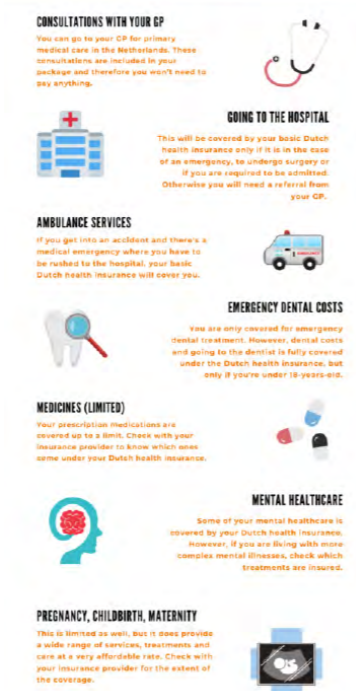 CONSULTATIONS WITH YOUR GP
You can go to your GP for primary
medical care in the Netherlands. These
consultations are included in your
package and therefore you won't need to
pay anything.
GOING TO THE HOSPITAL
This will be covered by your basic Dutch
health insurance only if it is in the case
of an emergency, to undergo surgery or
if you are required to be admitted.
Otherwise you will need a referral from
your GP.
AMBULANCE SERVICES
If you get into an accident and there's a
medical emergency where you have to
be rushed to the hospital, your basic
Dutch health insurance will cover you.
EMERGENCY DENTAL COSTS
You are only covered for emergency
dental treatment. However, dental costs
and going to the dentist is fully covered
under the Dutch health insurance, but
only if you're under 18-years-old.
MEDICINES (LIMITED)
Your prescription medications are
covered up to a limit. Check with your
insurance provider to know which ones
come under your Dutch health insurance.
MENTAL HEALTHCARE
Some of your mental healthcare is
covered by your Dutch health insurance.
However, if you are living with more
complex mental illnesses, check which
treatments are insured.
PREGNANCY, CHILDBIRTH, MATERNITY
This is limited as well, but it does provide
a wide range of services, treatments and
care at a very affordable rate. Check with
your insurance provider for the extent of
the coverage.